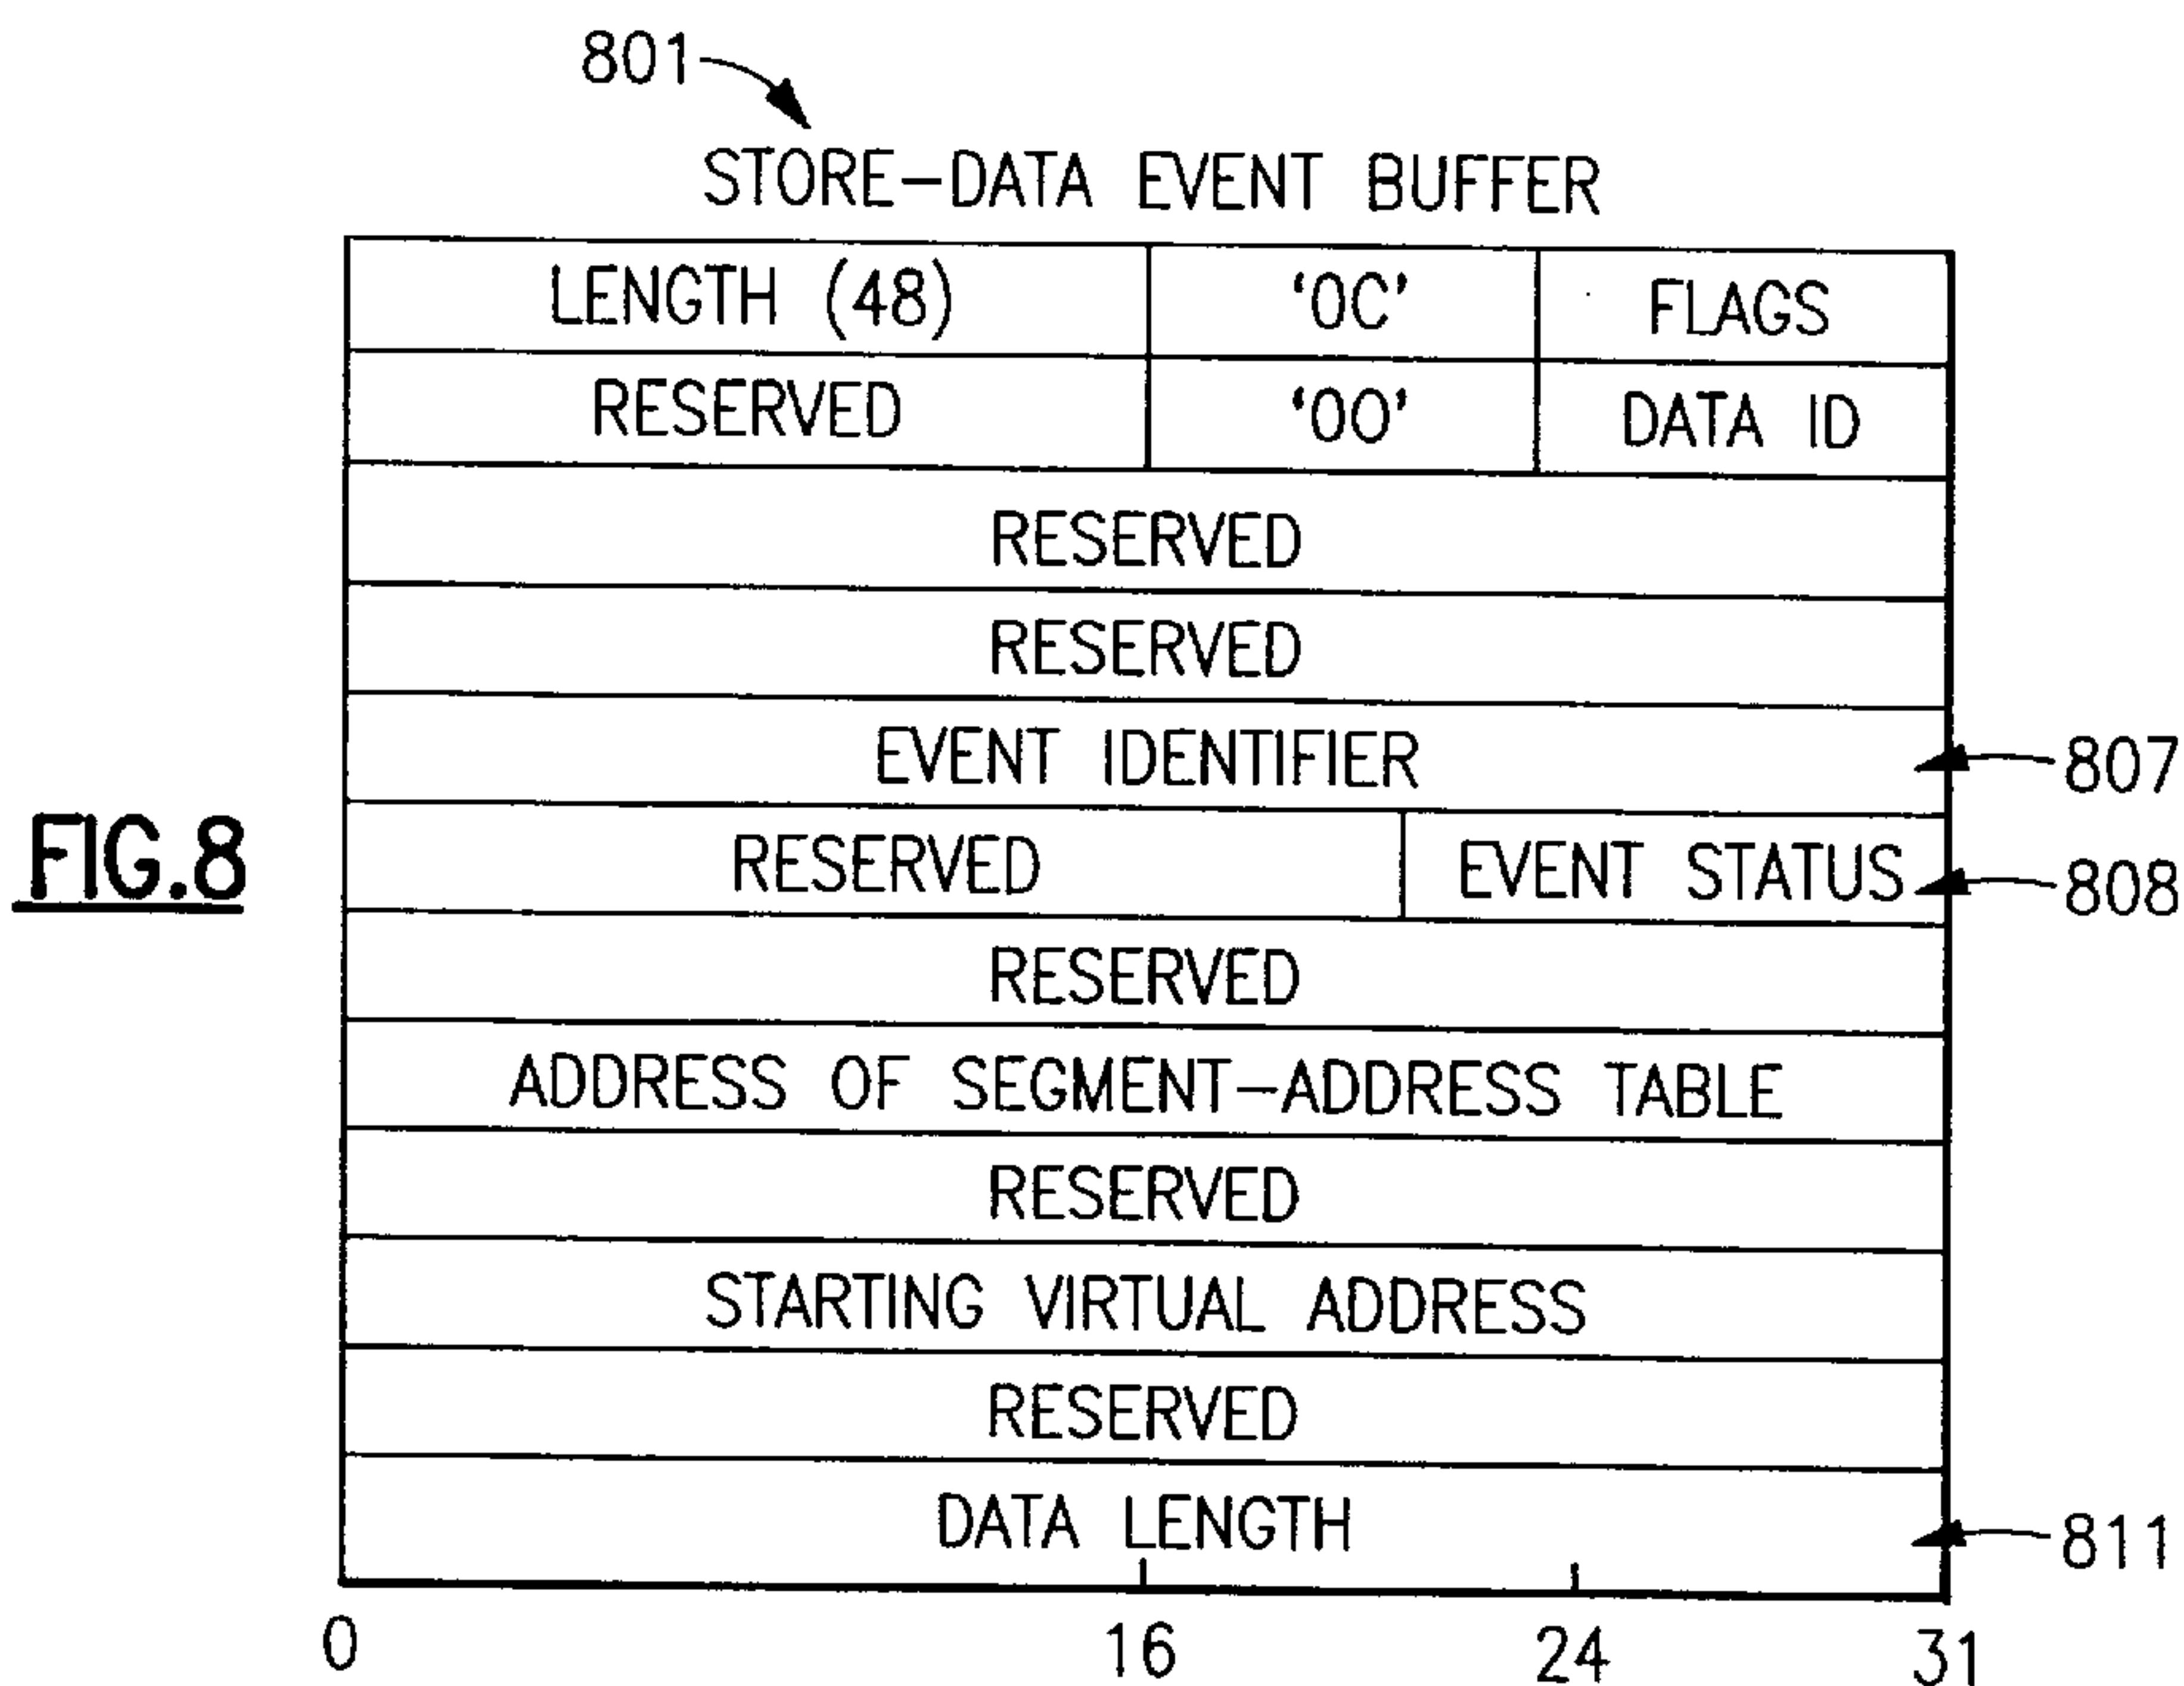 801
STORE-DATA EVENT BUFFER
LENGTH (48) '0C' FLAGS
RESERVED '00' DATA ID
RESERVED
RESERVED
EVENT IDENTIFIER 807
FIG.8 RESERVED EVENT STATUS 808
RESERVED
ADDRESS OF SEGMENT-ADDRESS TABLE
RESERVED
STARTING VIRTUAL ADDRESS
RESERVED
DATA LENGTH 811
0 16 24 31